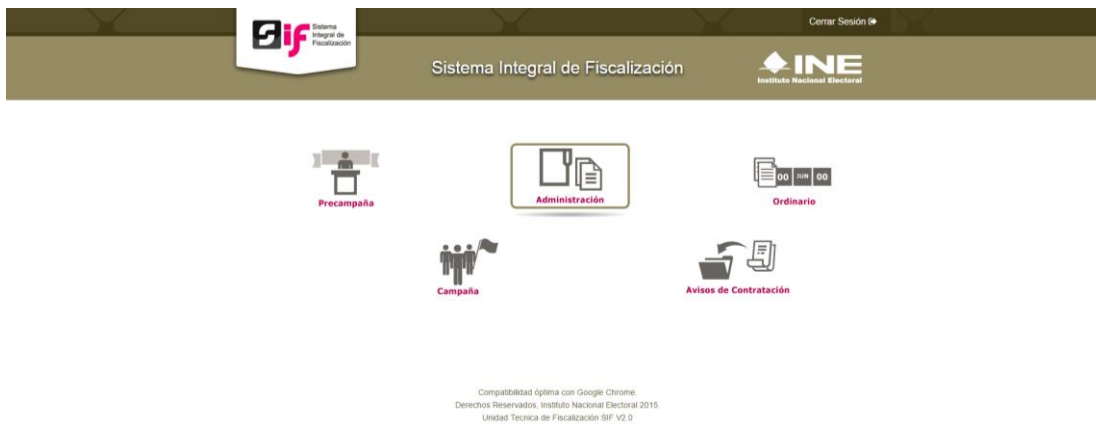 Sif
Sistema
Integral de
Fiscalización
Cerrar Sesión
Sistema Integral de Fiscalización
INE
Instituto Nacional Electoral
Precampaña
Administración
00 JUN 00
Ordinario
Campaña
Avisos de Contratación
Compatibilidad óptima con Google Chrome.
Derechos Reservados, Instituto Nacional Electoral 2015.
Unidad Tecnica de Fiscalización SIF V2.0